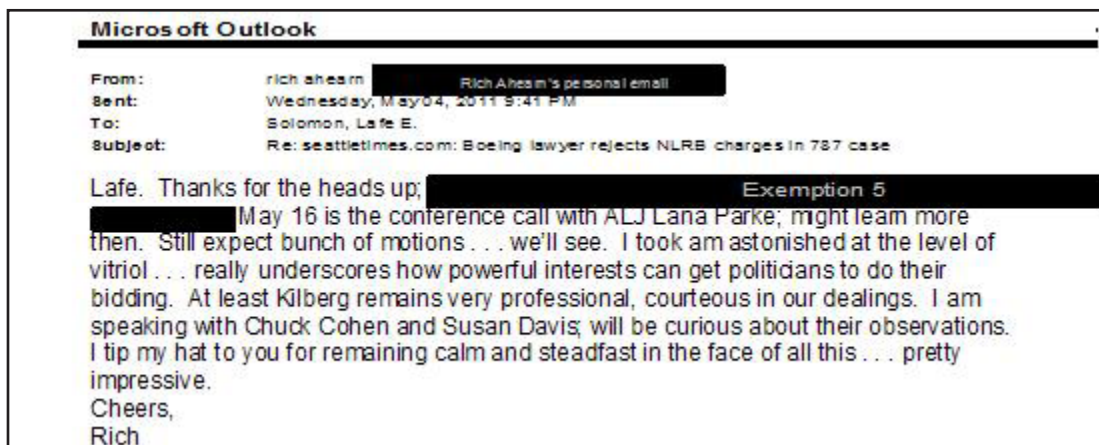 Microsoft Outlook
From: rich ahearn Rich Ahearn's personal email
Sent: Wednesday, May 04, 2011 9:41 PM
To: Solomon, Lafe E.
Subject: Re: seattletimes.com: Boeing lawyer rejects NLRB charges in 787 case
Lafe. Thanks for the heads up; Exemption 5
May 16 is the conference call with ALJ Lana Parke; might learn more
then. Still expect bunch of motions . . . we'll see. I took am astonished at the level of
vitriol . . . really underscores how powerful interests can get politicians to do their
bidding. At least Kilberg remains very professional, courteous in our dealings. I am
speaking with Chuck Cohen and Susan Davis; will be curious about their observations.
I tip my hat to you for remaining calm and steadfast in the face of all this . . . pretty
impressive.
Cheers,
Rich